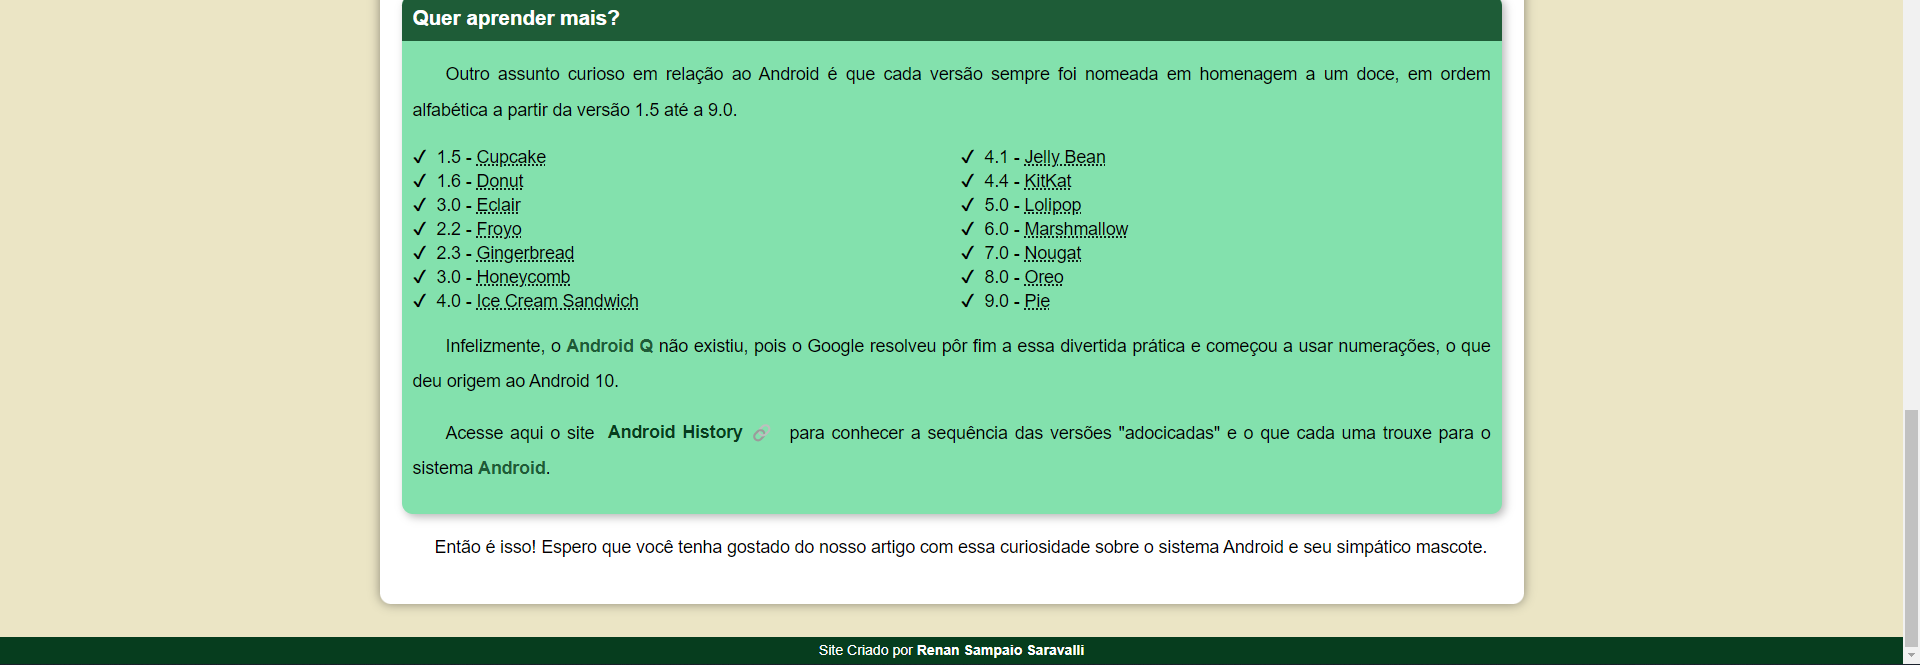 Quer aprender mais?
Outro assunto curioso em relação ao Android é que cada versão sempre foi nomeada em homenagem a um doce, em ordem
alfabética a partir da versão 1.5 até a 9.0.
✓ 1.5 - Cupcake
✓ 1.6 - Donut
✓ 3.0 - Eclair
✓ 2.2 - Froyo
✓ 2.3 - Gingerbread
✓ 3.0 - Honeycomb
✓ 4.0 - Ice Cream Sandwich
✓ 4.1 - Jelly Bean
✓ 4.4 - KitKat
✓ 5.0 - Lolipop
✓ 6.0 - Marshmallow
✓ 7.0 - Nougat
✓ 8.0 - Oreo
✓ 9.0 - Pie
Infelizmente, o Android Q não existiu, pois o Google resolveu pôr fim a essa divertida prática e começou a usar numerações, o que
deu origem ao Android 10.
Acesse aqui o site Android History para conhecer a sequência das versões "adocicadas" e o que cada uma trouxe para o
sistema Android.
Então é isso! Espero que você tenha gostado do nosso artigo com essa curiosidade sobre o sistema Android e seu simpático mascote.
Site Criado por Renan Sampaio Saravalli